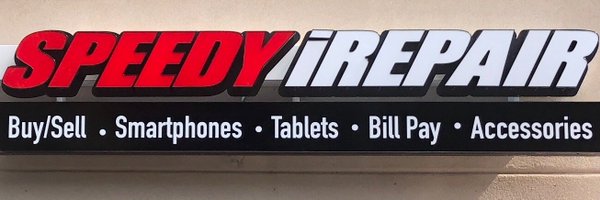 SPEEDY iREPAIR
Buy/Sell • Smartphones • Tablets • Bill Pay • Accessories